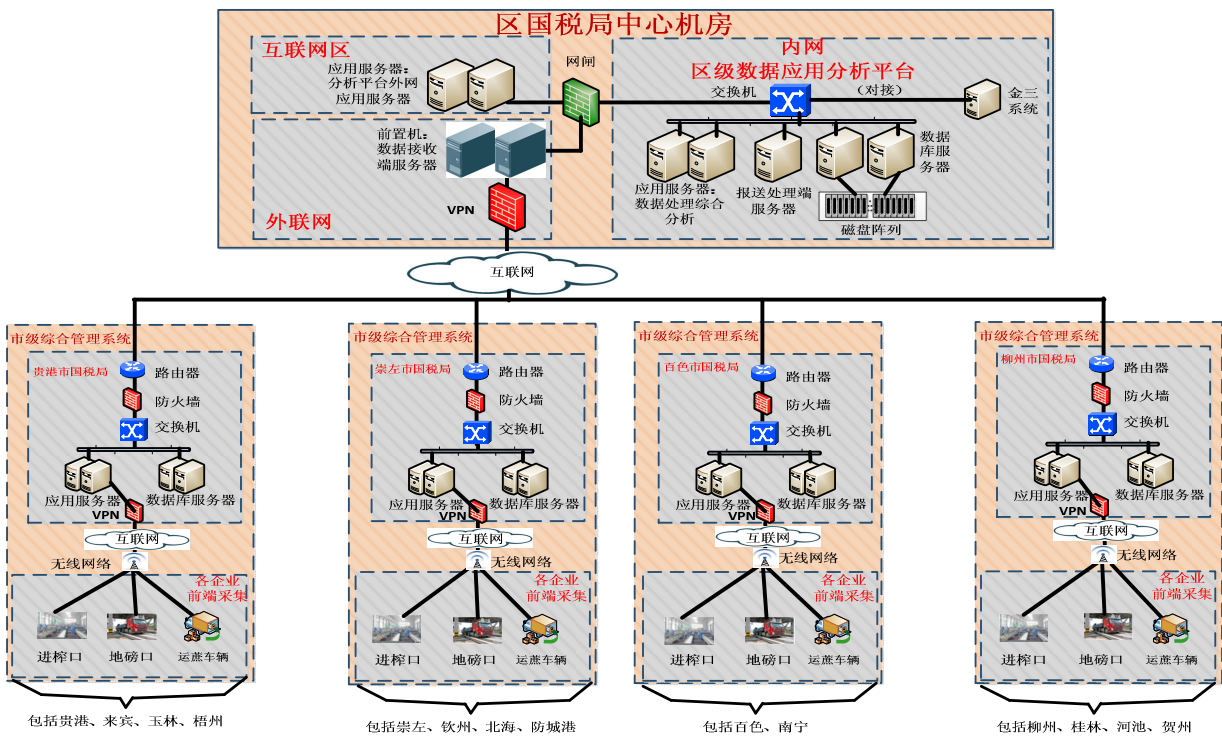 区国税局中心机房
互联网区
应用服务器：
分析平台外网
应用服务器
网闸
内网
区级数据应用分析平台
交换机
（对接）
金三
系统
前置机：
数据接收
端服务器
VPN
外联网
应用服务器：
数据处理综合
分析
报送处理端
服务器
数据
库服
务器
磁盘阵列
互联网
市级综合管理系统
贵港市国税局
路由器
防火墙
交换机
应用服务器
数据库服务器
VPN
互联网
无线网络
各企业
前端采集
进榨口
地磅口
运蔗车辆
包括贵港、来宾、玉林、梧州
市级综合管理系统
崇左市国税局
路由器
防火墙
交换机
应用服务器
数据库服务器
VPN
互联网
无线网络
各企业
前端采集
进榨口
地磅口
运蔗车辆
包括崇左、钦州、北海、防城港
市级综合管理系统
百色市国税局
路由器
防火墙
交换机
应用服务器
数据库服务器
VPN
互联网
无线网络
各企业
前端采集
进榨口
地磅口
运蔗车辆
包括百色、南宁
市级综合管理系统
柳州市国税局
路由器
防火墙
交换机
应用服务器
数据库服务器
VPN
互联网
无线网络
各企业
前端采集
进榨口
地磅口
运蔗车辆
包括柳州、桂林、河池、贺州